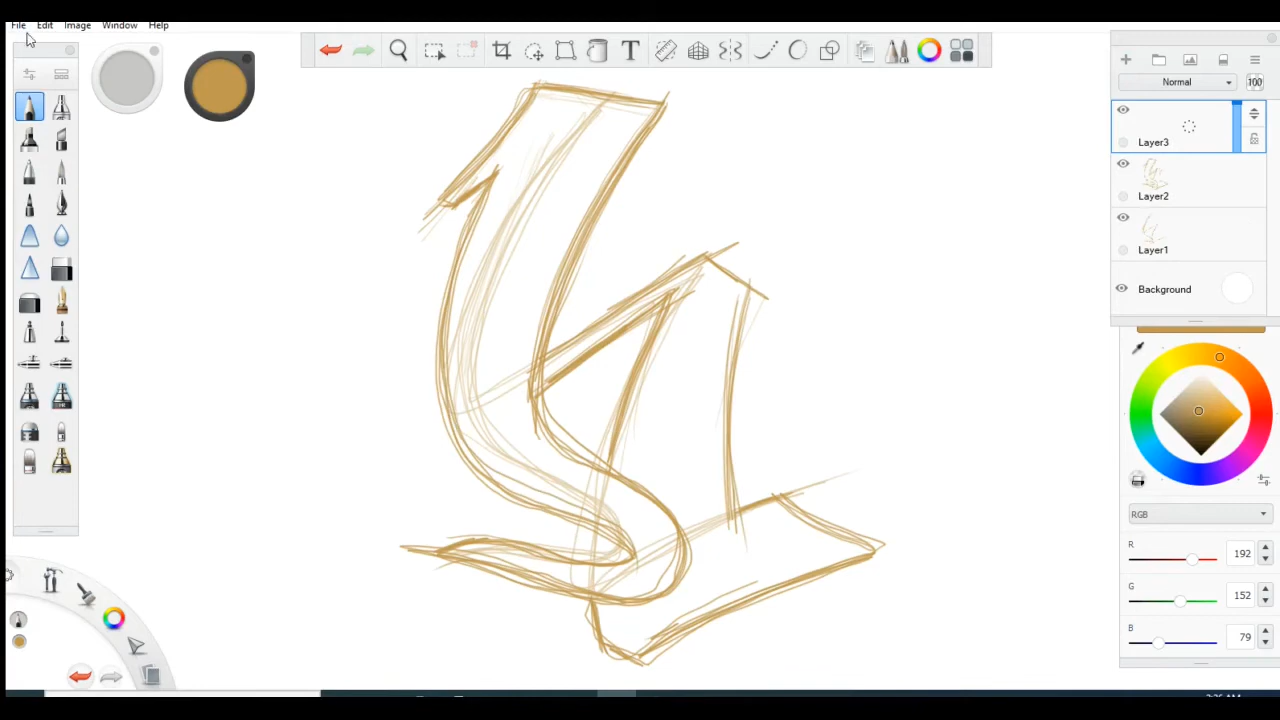 File Edit Image Window Help
T
Normal 100
Layer3
Layer2
Layer1
Background
RGB
R 192
G 152
B 79